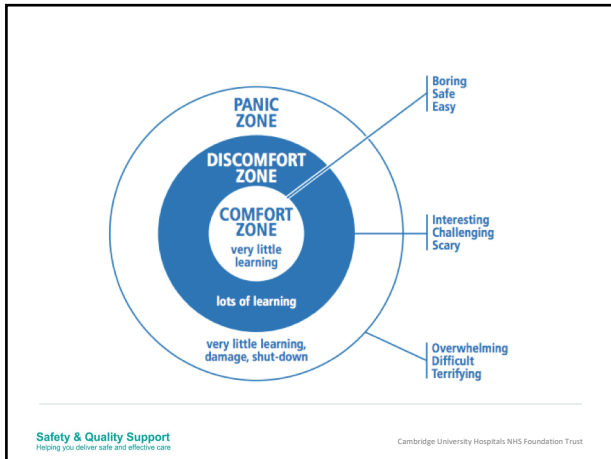 Boring
Safe
Easy
PANIC
ZONE
DISCOMFORT
ZONE
COMFORT
ZONE
very little
learning
Interesting
Challenging
Scary
lots of learning
very little learning,
damage, shut-down
Overwhelming
Difficult
Terrifying
Safety & Quality Support
Helping you deliver safe and effective care
Cambridge University Hospitals NHS Foundation Trust